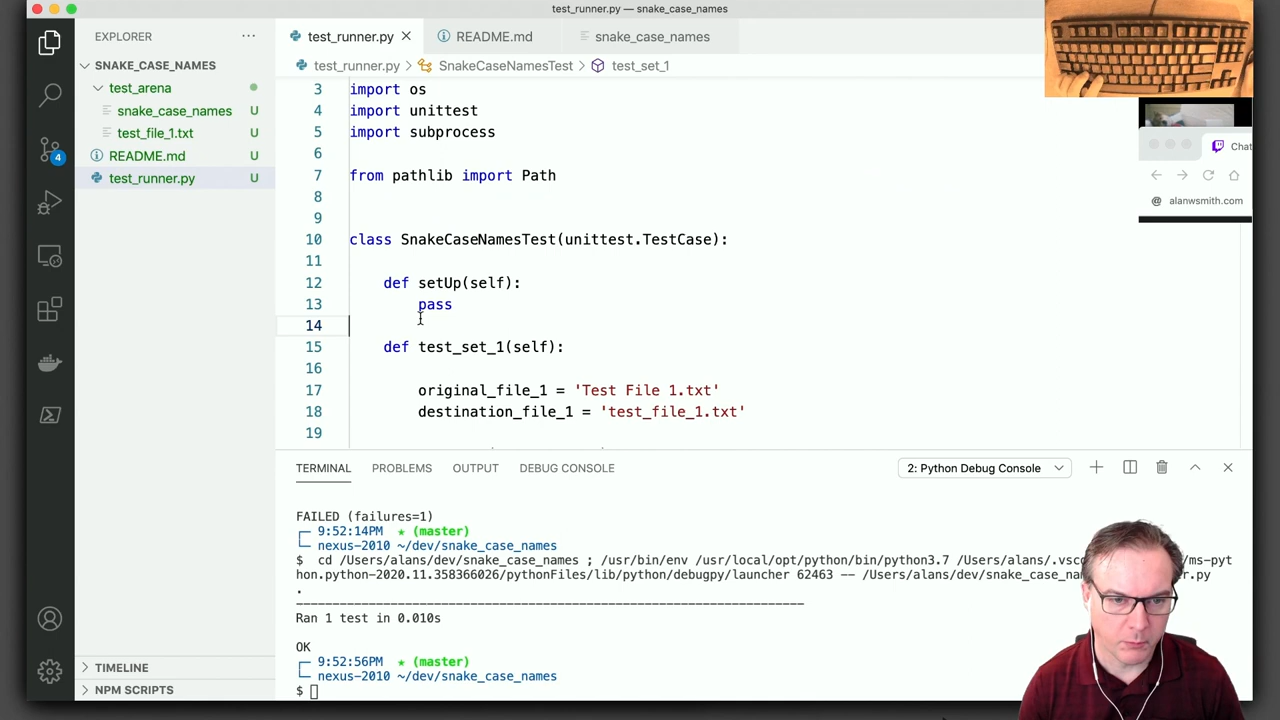 test_runner.py — snake_case_names
EXPLORER
test_runner.py
README.md
snake_case_names
SNAKE_CASE_NAMES
test_runner.py > SnakeCaseNamesTest > test_set_1
test_arena
snake_case_names U
test_file_1.txt U
README.md U
test_runner.py U
4
3 import os
4 import unittest
5 import subprocess
6
7 from pathlib import Path
8
9
10 class SnakeCaseNamesTest(unittest.TestCase):
11
12 def setUp(self):
13 pass
14
15 def test_set_1(self):
16
17 original_file_1 = 'Test File 1.txt'
18 destination_file_1 = 'test_file_1.txt'
19
Chat
@ alanwsmith.com
TERMINAL
PROBLEMS
OUTPUT
DEBUG CONSOLE
2: Python Debug Console
FAILED (failures=1)
9:52:14PM ★ (master)
nexus-2010 ~/dev/snake_case_names
$ cd /Users/alans/dev/snake_case_names ; /usr/bin/env /usr/local/opt/python/bin/python3.7 /Users/alans/.vsc /ms-pyt
hon.python-2020.11.358366026/pythonFiles/lib/python/debugpy/launcher 62463 -- /Users/alans/dev/snake_case_na er.py
.
----------------------------------------------------------------------
Ran 1 test in 0.010s
OK
9:52:56PM ★ (master)
nexus-2010 ~/dev/snake_case_names
$
TIMELINE
NPM SCRIPTS